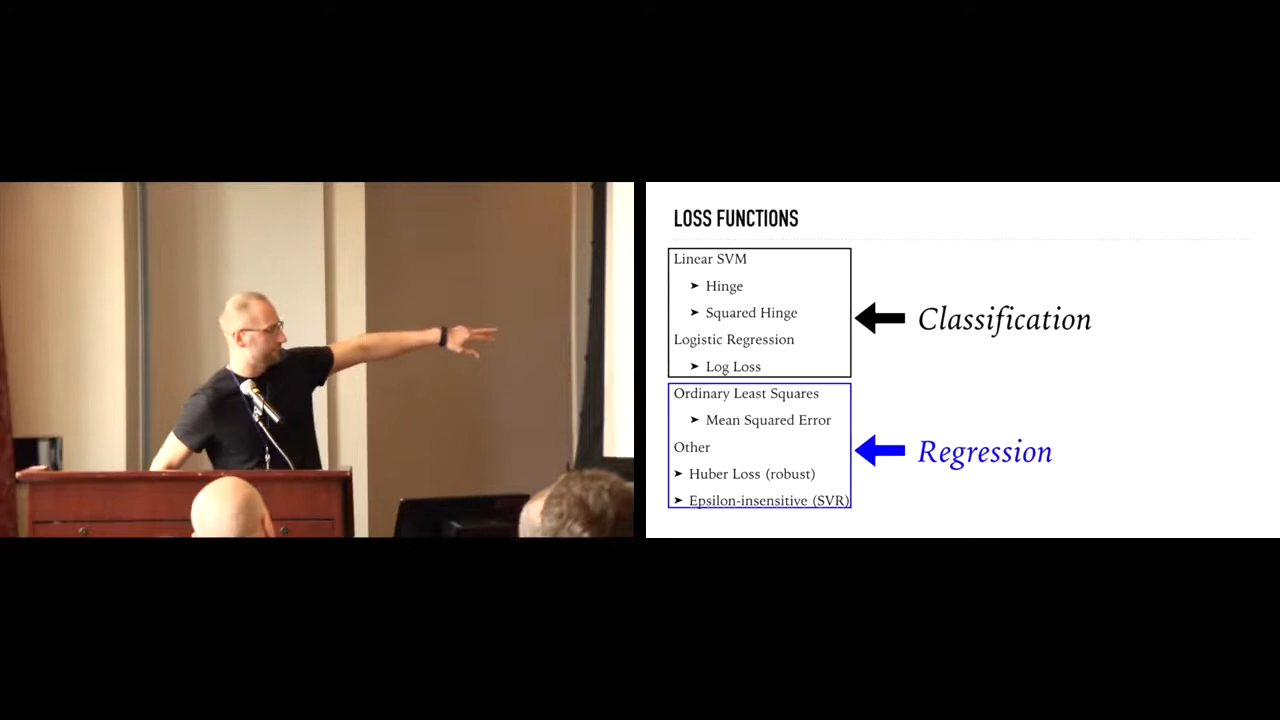 LOSS FUNCTIONS
Linear SVM
➤ Hinge
➤ Squared Hinge
Logistic Regression
➤ Log Loss
Classification
Ordinary Least Squares
➤ Mean Squared Error
Other
➤ Huber Loss (robust)
➤ Epsilon-insensitive (SVR)
Regression